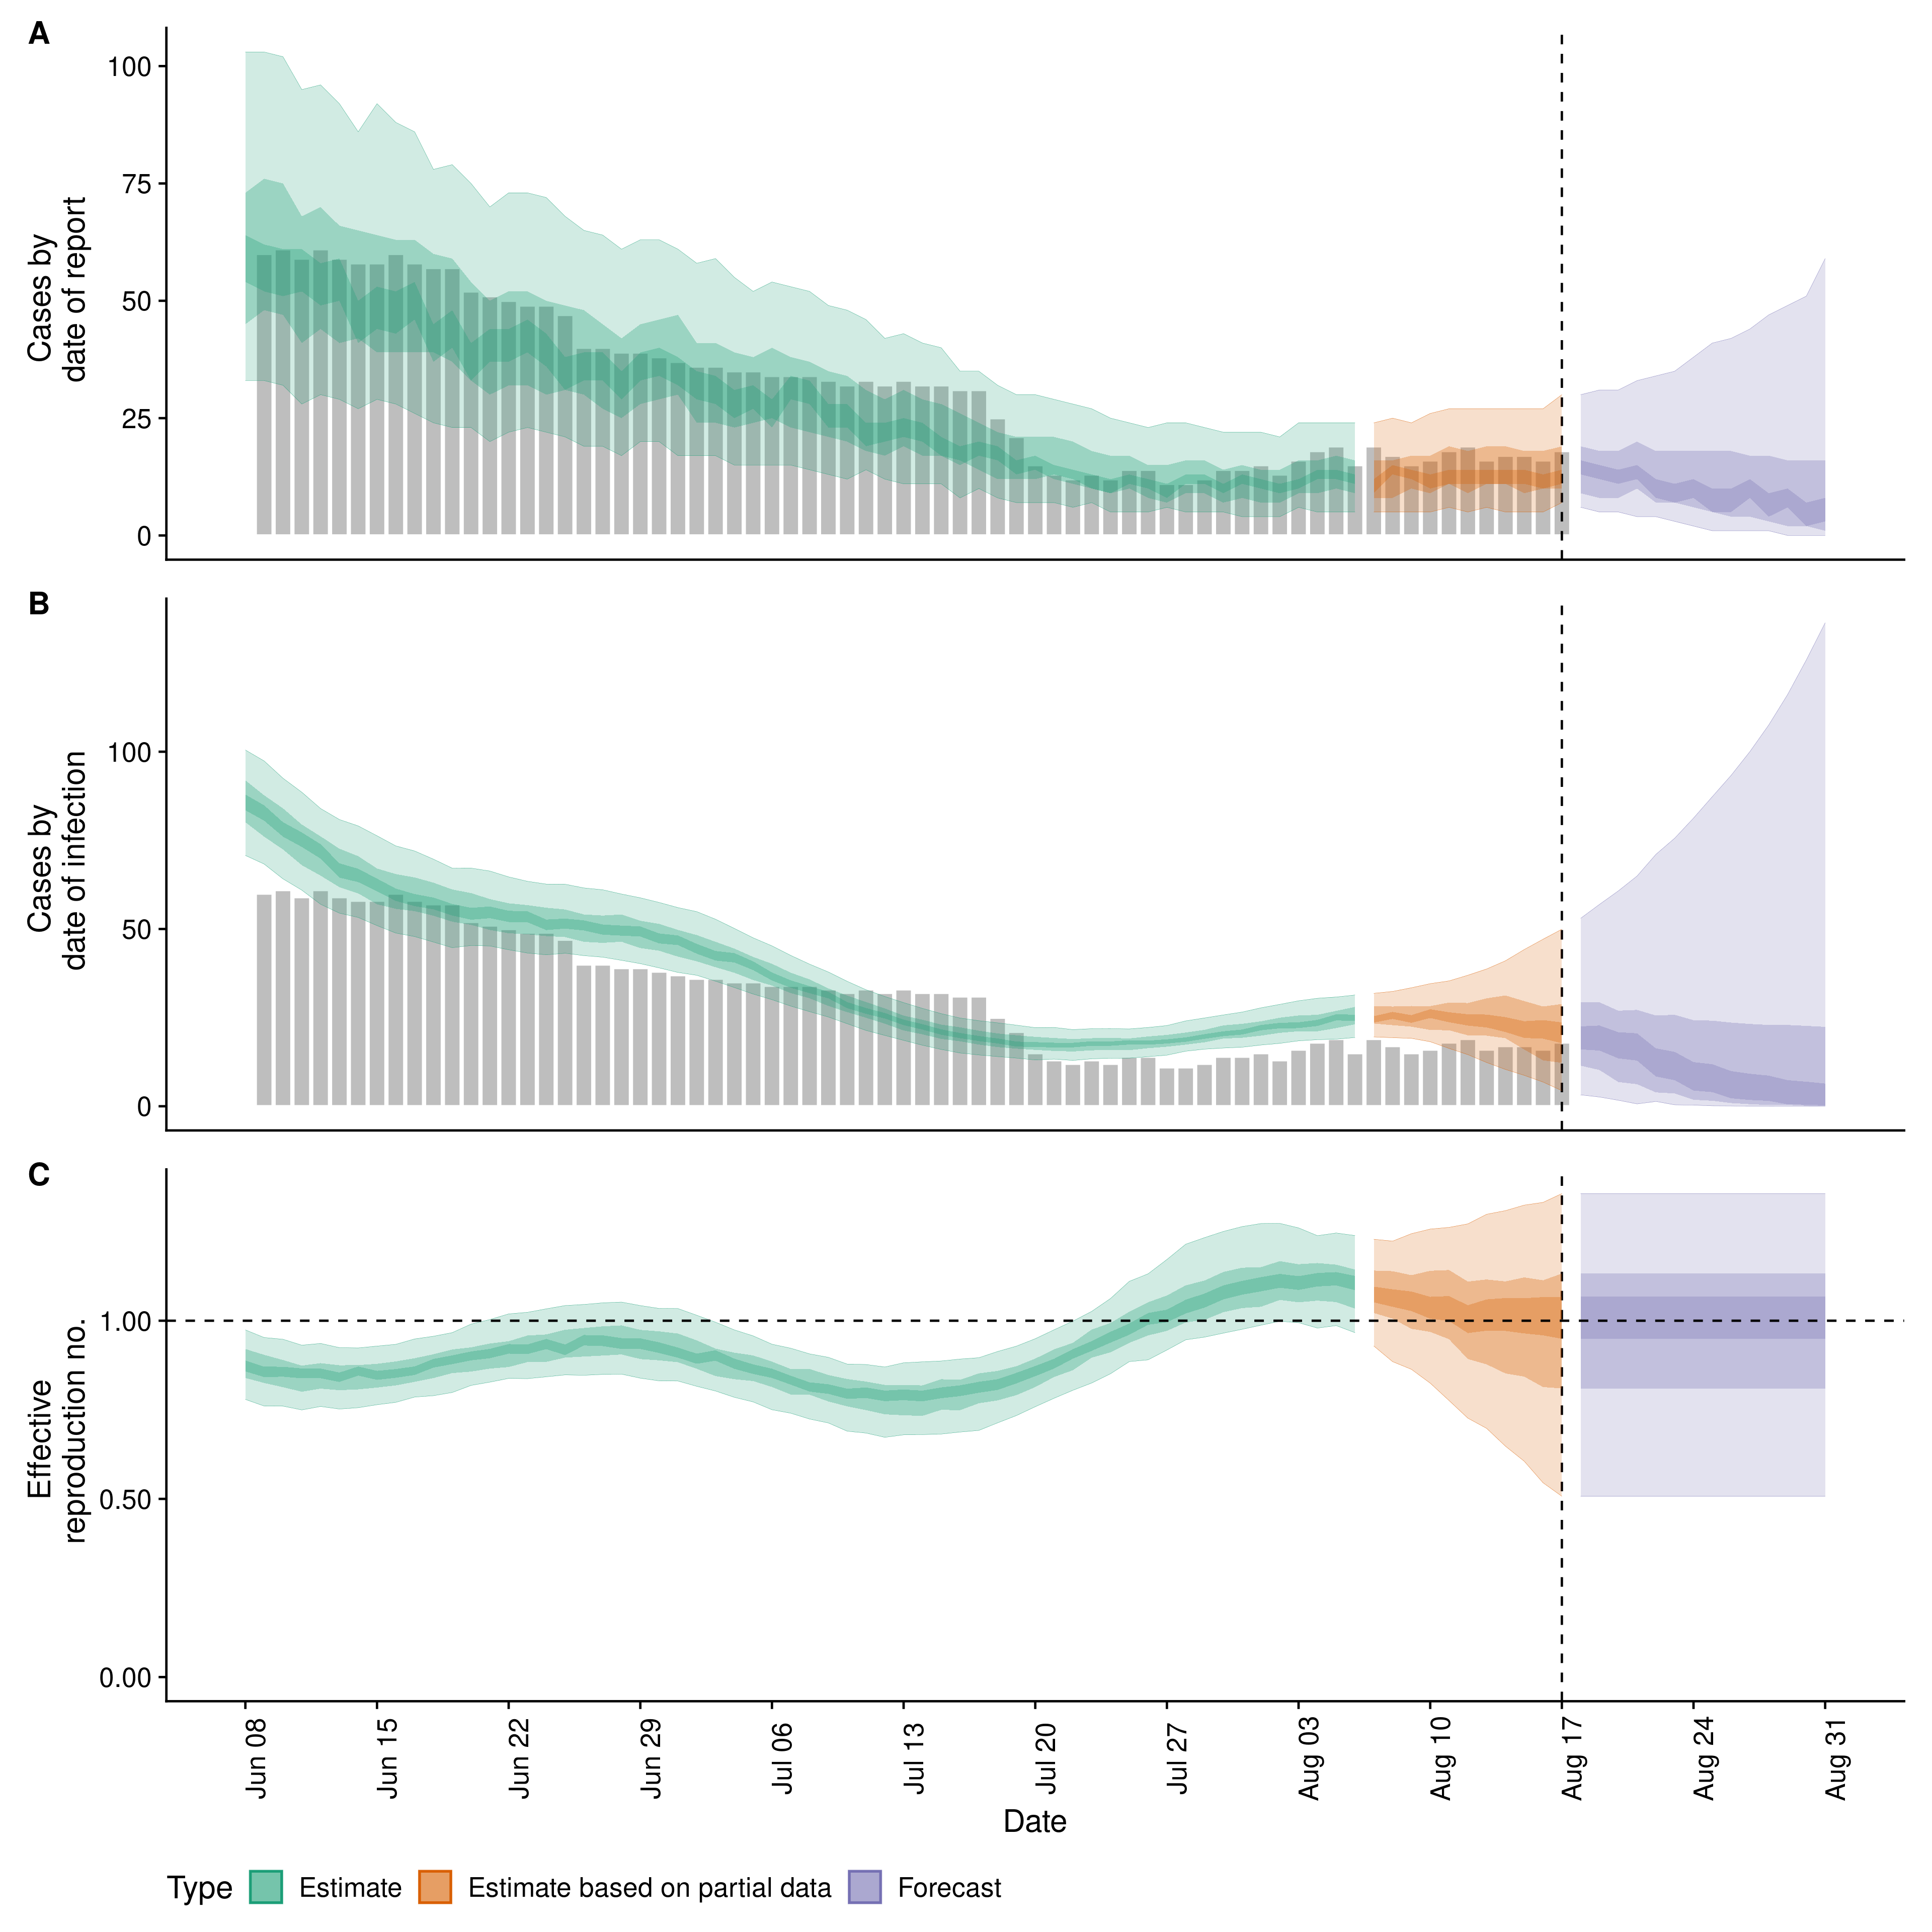 A
Cases by
date of report
100
75
50
25
0
B
Cases by
date of infection
100
50
0
C
Effective
reproduction no.
1.00
0.50
0.00
Jun 08
Jun 15
Jun 22
Jun 29
Jul 06
Jul 13
Jul 20
Jul 27
Aug 03
Aug 10
Aug 17
Aug 24
Aug 31
Date
Type Estimate Estimate based on partial data Forecast